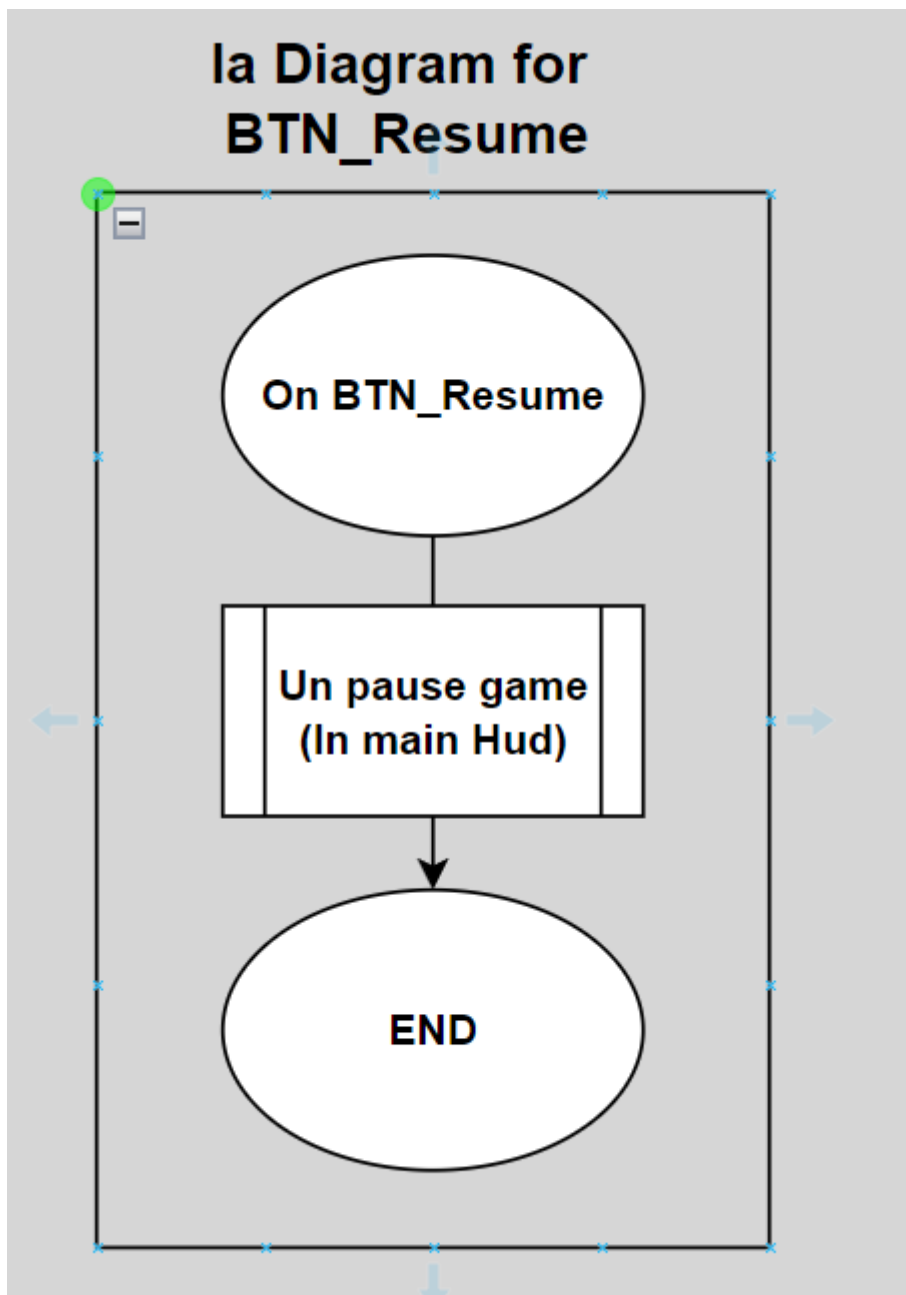 Ia Diagram for
BTN_Resume
On BTN_Resume
Un pause game
(In main Hud)
END